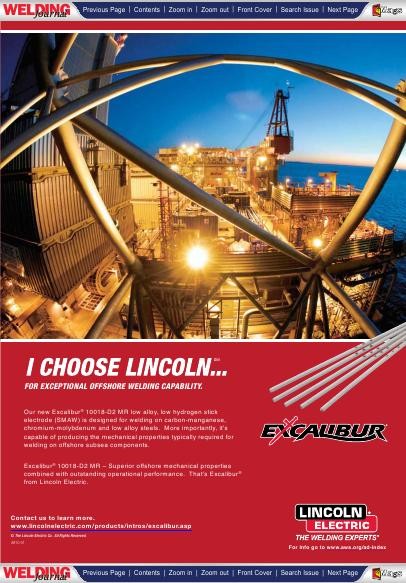 WELDING
Journal
Previous Page | Contents | Zoom in | Zoom out | Front Cover | Search Issue | Next Page
Mags
I CHOOSE LINCOLN...
FOR EXCEPTIONAL OFFSHORE WELDING CAPABILITY.
Our new Excalibur® 10018-D2 MR low alloy, low hydrogen stick
electrode (SMAW) is designed for welding on carbon-manganese,
chromium-molybdenum and low alloy steels. More importantly, it's
capable of producing the mechanical properties typically required for
welding on offshore subsea components.
Excalibur® 10018-D2 MR – Superior offshore mechanical properties
combined with outstanding operational performance. That's Excalibur®
from Lincoln Electric.
EXCALIBUR
Contact us to learn more.
www.lincolnelectric.com/products/introx/excalibur.asp
© The Lincoln Electric Co. All Rights Reserved.
LINCOLN
ELECTRIC
THE WELDING EXPERTS®
For Info go to www.aws.org/ad-index
WELDING
Journal
Previous Page | Contents | Zoom in | Zoom out | Front Cover | Search Issue | Next Page
Mags